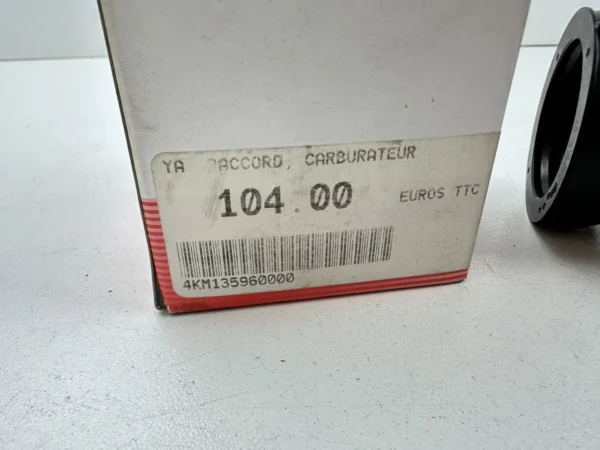 YA RACCORD, CARBURATEUR
104.00 EUROS TTC
4KM135960000